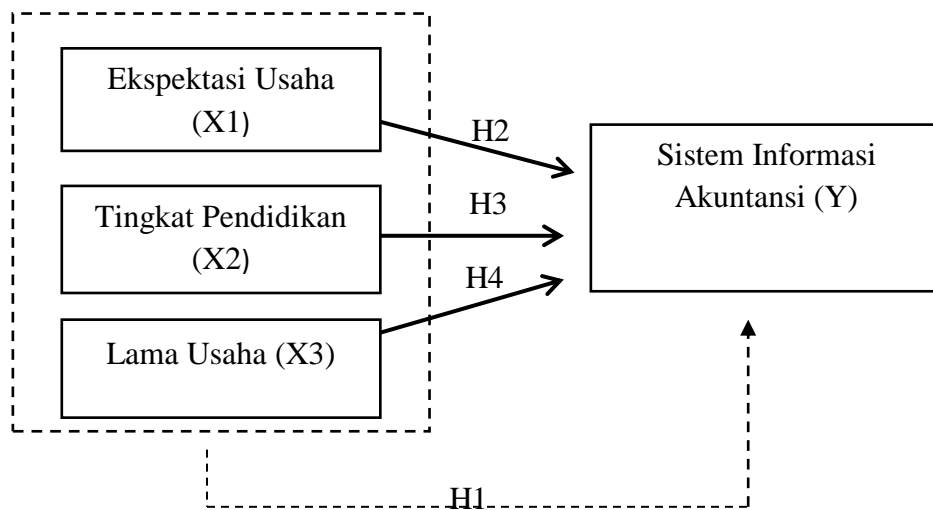 Ekspektasi Usaha
(X1)
H2
Sistem Informasi
Akuntansi (Y)
Tingkat Pendidikan
(X2)
H3
H4
Lama Usaha (X3)
H1